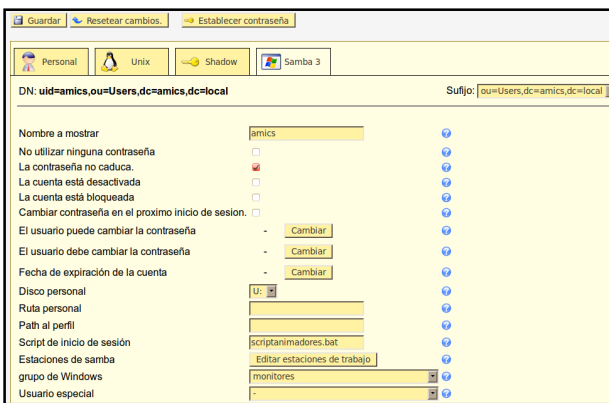 Guardar Resetear cambios. Establecer contraseña
Personal Unix Shadow Samba 3
DN: uid=amics,ou=Users,dc=amics,dc=local Sufijo: ou=Users,dc=amics,dc=local
Nombre a mostrar amics
No utilizar ninguna contraseña
La contraseña no caduca.
La cuenta está desactivada
La cuenta está bloqueada
Cambiar contraseña en el proximo inicio de sesion.
El usuario puede cambiar la contraseña - Cambiar
El usuario debe cambiar la contraseña - Cambiar
Fecha de expiración de la cuenta - Cambiar
Disco personal U:
Ruta personal
Path al perfil
Script de inicio de sesión scriptanimadores.bat
Estaciones de samba Editar estaciones de trabajo
grupo de Windows monitores
Usuario especial -